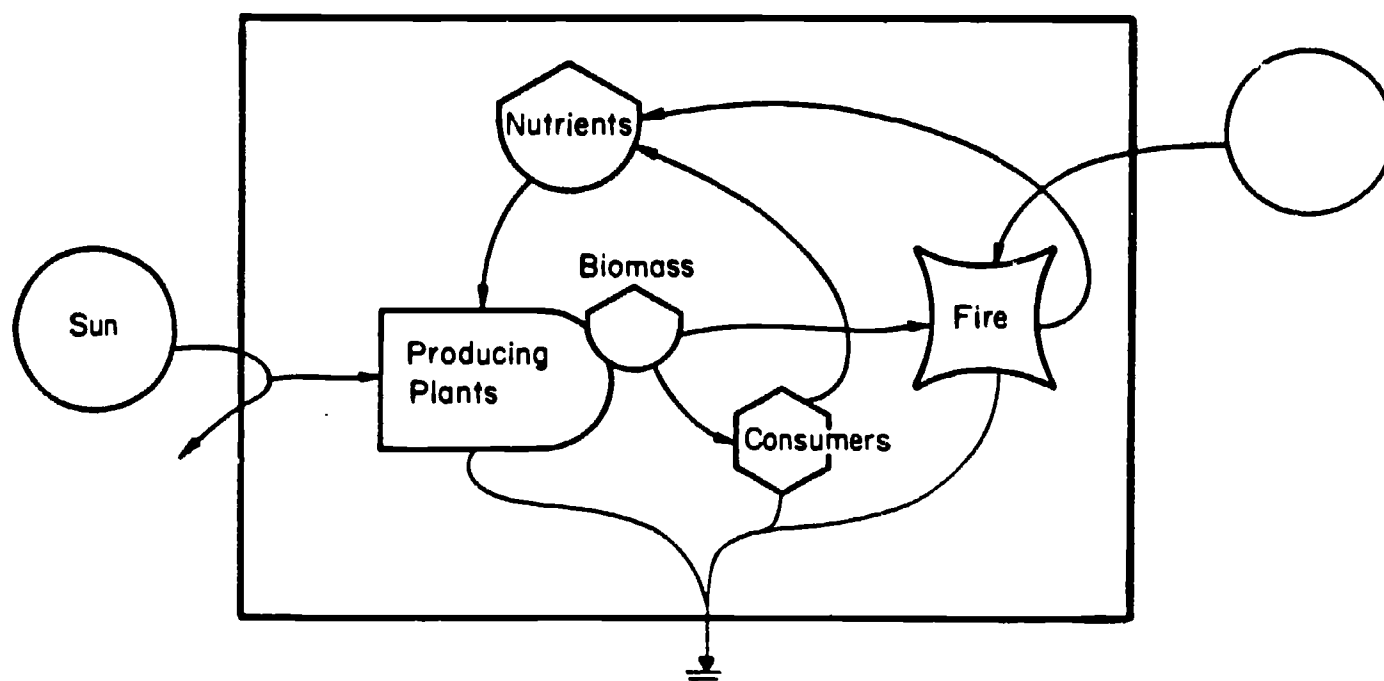 Nutrients
Biomass
Sun
Producing
Plants
Fire
Consumers